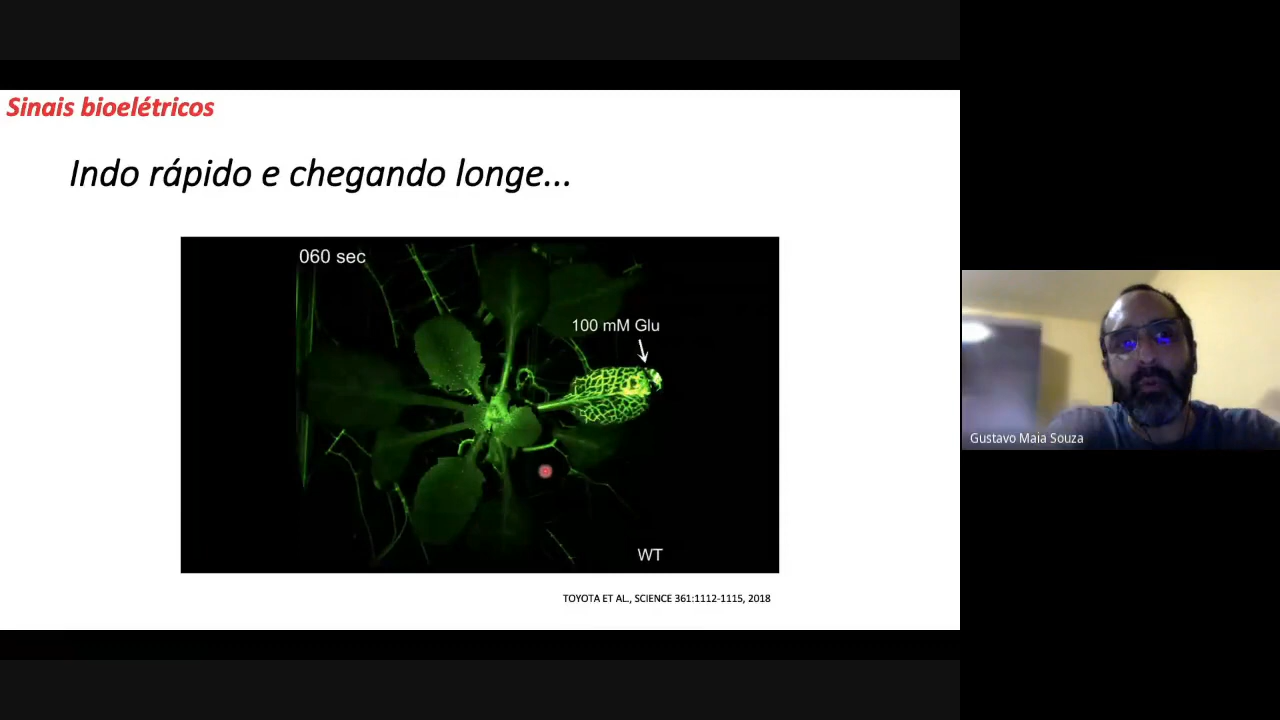 Sinais bioelétricos
Indo rápido e chegando longe...
060 sec
100 mM Glu
WT
TOYOTA ET AL., SCIENCE 361:1112-1115, 2018
Gustavo Maia Souza